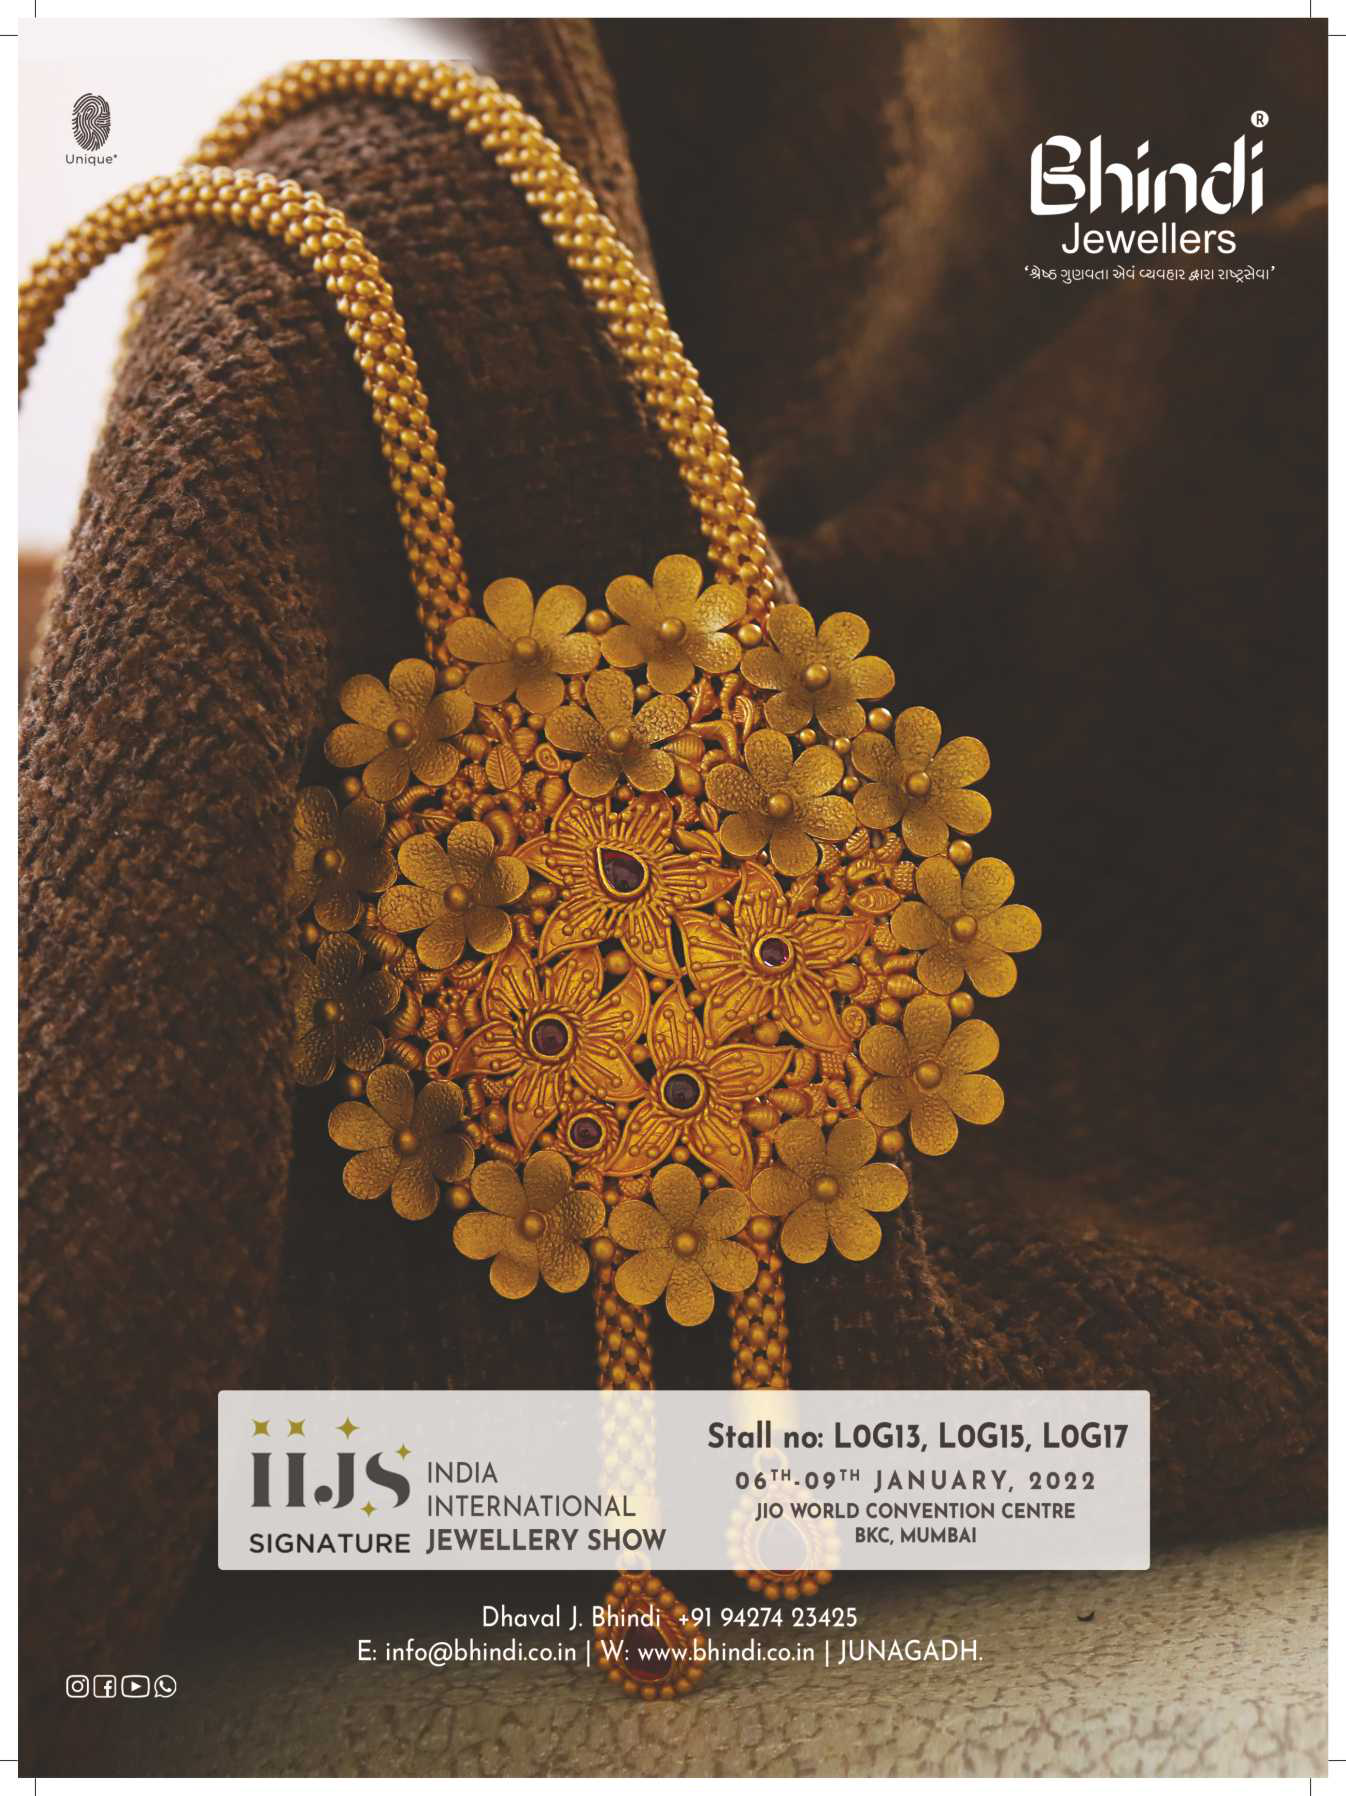 Unique*
Bhindi®
Jewellers
‘શ્રેષ્ઠ ગુણવતા એવં વ્યવહાર દ્વારા રાષ્ટ્રસેવા’
IIJS
SIGNATURE
INDIA
INTERNATIONAL
JEWELLERY SHOW
Stall no: L0G13, L0G15, L0G17
06TH-09TH JANUARY, 2022
JIO WORLD CONVENTION CENTRE
BKC, MUMBAI
Dhaval J. Bhindi +91 94274 23425
E: info@bhindi.co.in | W: www.bhindi.co.in | JUNAGADH.